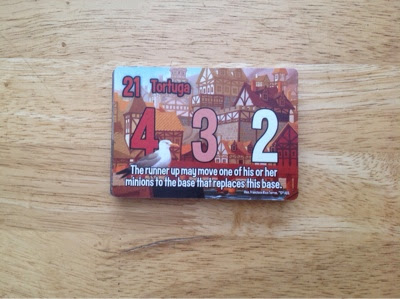 21 Tortuga
4 3 2
The runner up may move one of his or her
minions to the base that replaces this base.